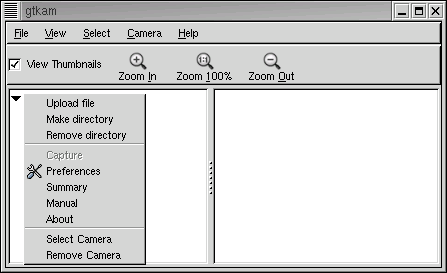 gtkam
File View Select Camera Help
View Thumbnails Zoom In Zoom 100% Zoom Out
1:1
Upload file
Make directory
Remove directory
Capture
Preferences
Summary
Manual
About
Select Camera
Remove Camera